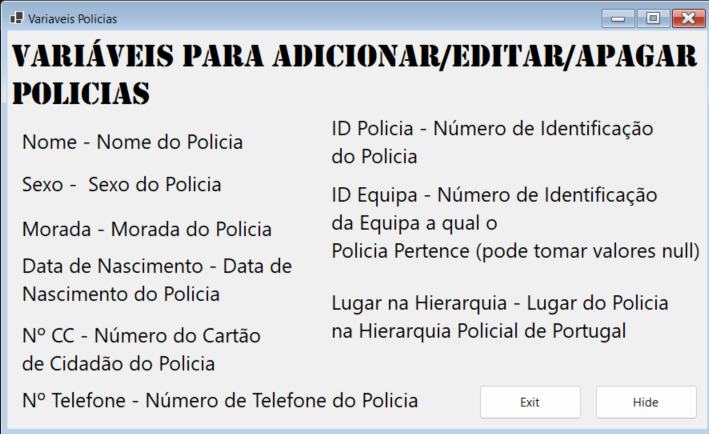 Variaveis Policias
VARIÁVEIS PARA ADICIONAR/EDITAR/APAGAR
POLICIAS
Nome - Nome do Policia
Sexo -  Sexo do Policia
Morada - Morada do Policia
Data de Nascimento - Data de
Nascimento do Policia
Nº CC - Número do Cartão
de Cidadão do Policia
Nº Telefone - Número de Telefone do Policia
ID Policia - Número de Identificação
do Policia
ID Equipa - Número de Identificação
da Equipa a qual o
Policia Pertence (pode tomar valores null)
Lugar na Hierarquia - Lugar do Policia
na Hierarquia Policial de Portugal
Exit
Hide